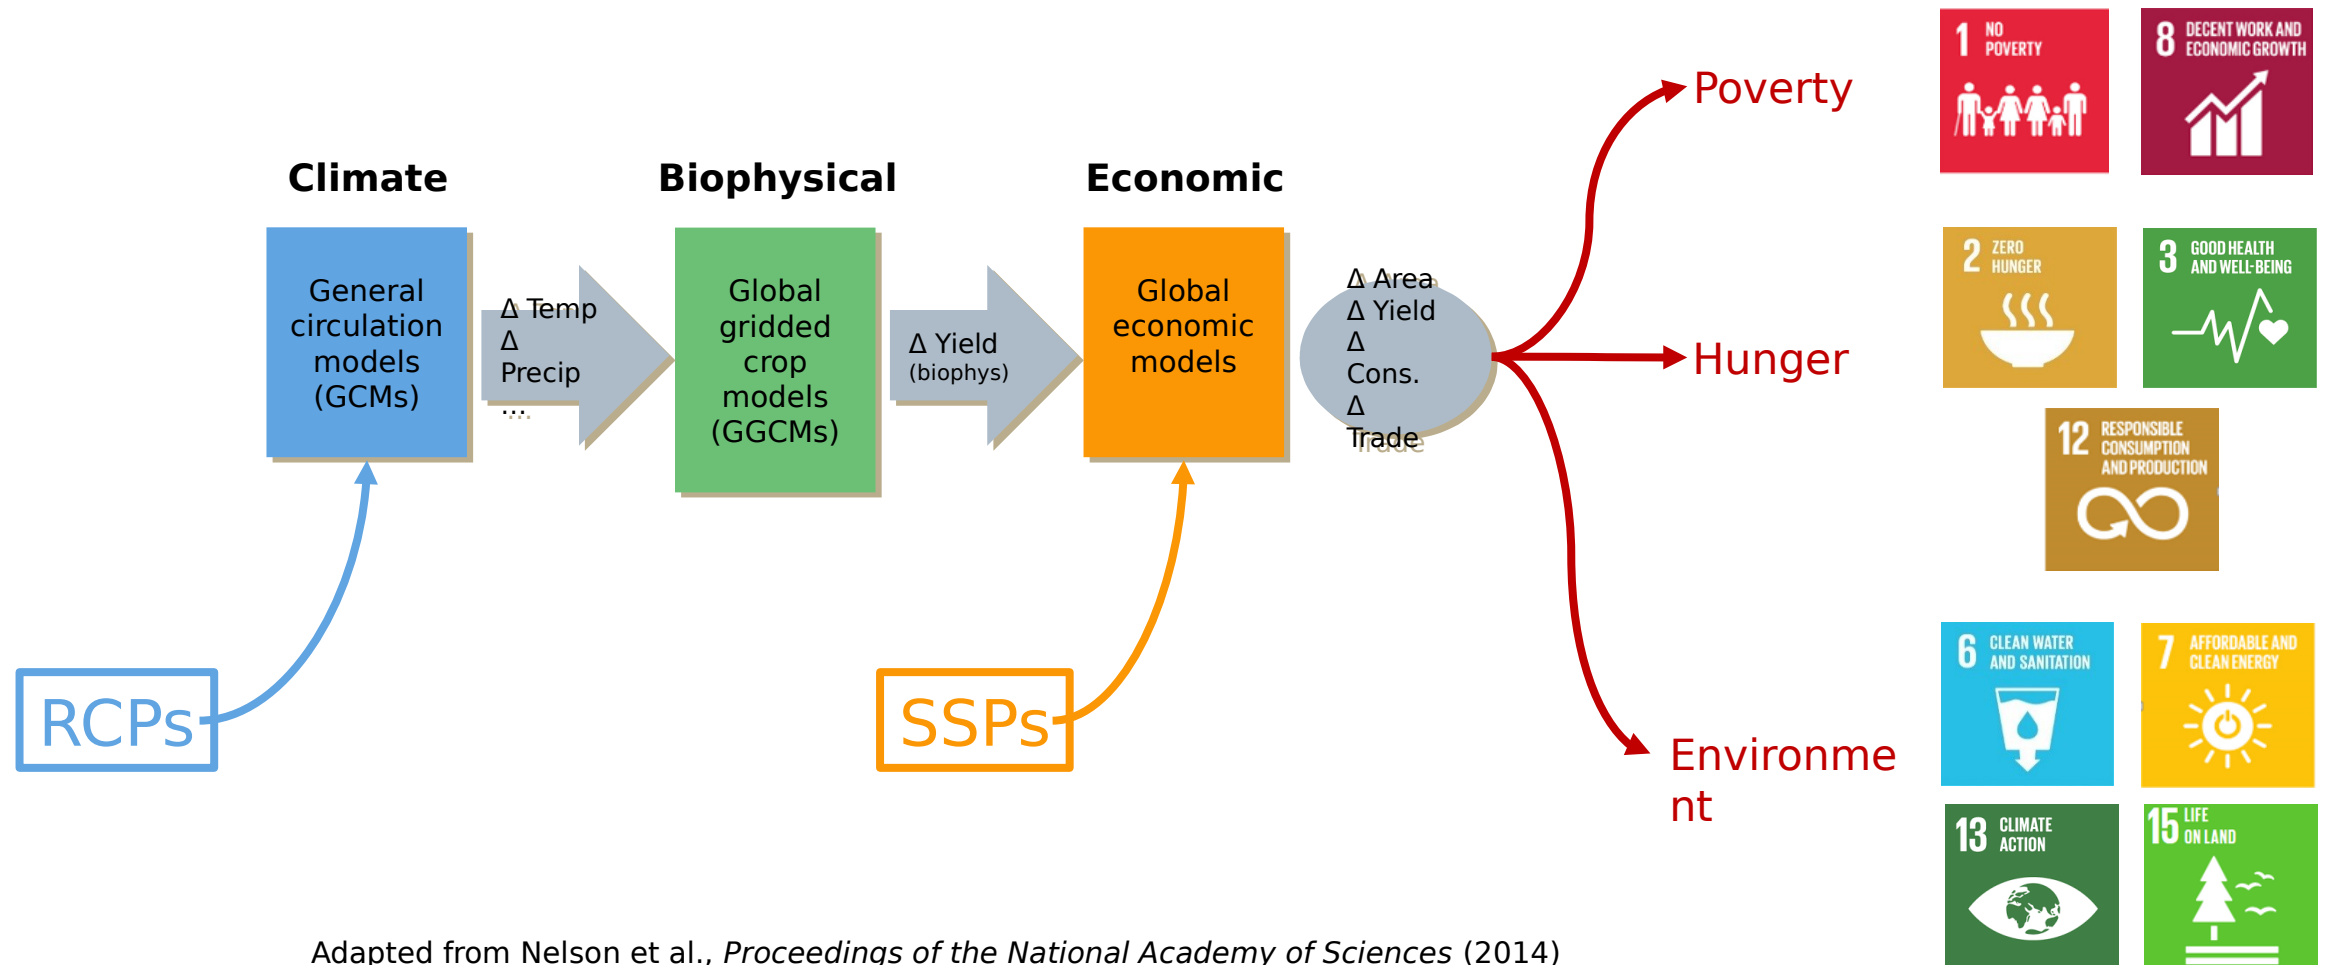 Climate
General
circulation
models
(GCMs)
Δ Temp
Δ
Precip
…
Biophysical
Global
gridded
crop
models
(GGCMs)
Δ Yield
(biophys)
Economic
Global
economic
models
Δ Area
Δ Yield
Δ
Cons.
Δ
Trade
RCPs
SSPs
Poverty
Hunger
Environme
nt
1 NO
POVERTY
8 DECENT WORK AND
ECONOMIC GROWTH
2 ZERO
HUNGER
3 GOOD HEALTH
AND WELL-BEING
12 RESPONSIBLE
CONSUMPTION
AND PRODUCTION
6 CLEAN WATER
AND SANITATION
7 AFFORDABLE AND
CLEAN ENERGY
13 CLIMATE
ACTION
15 LIFE
ON LAND
Adapted from Nelson et al., Proceedings of the National Academy of Sciences (2014)